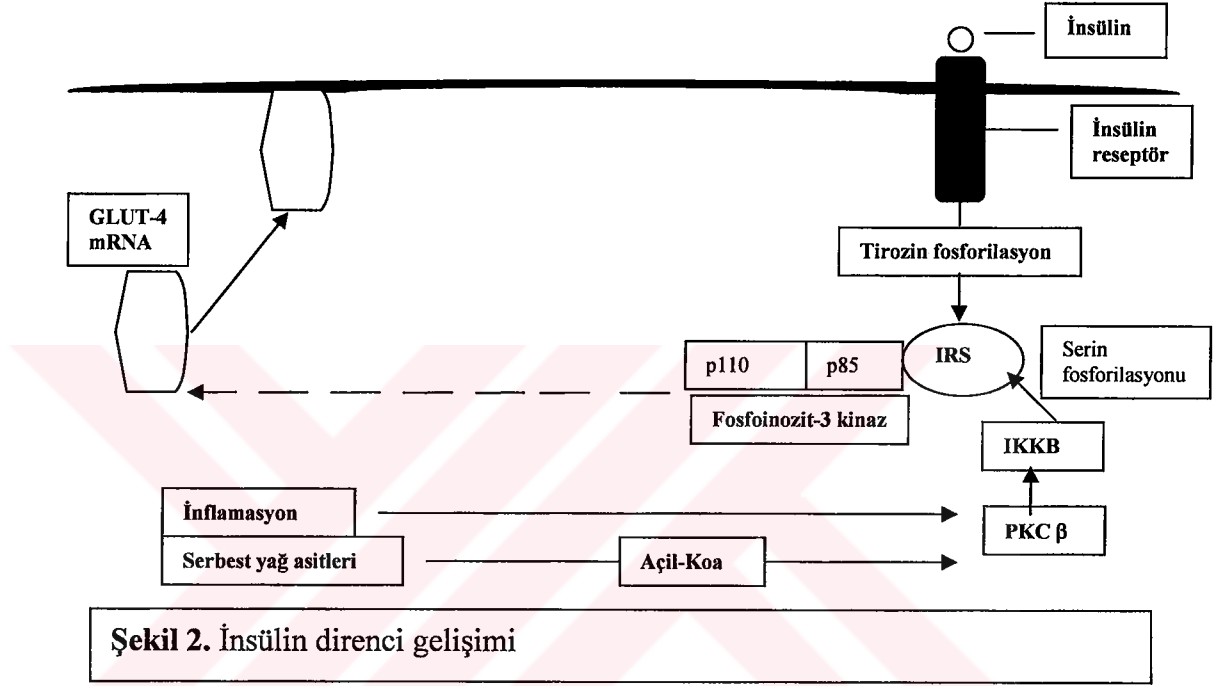 İnsülin
İnsülin
reseptör
GLUT-4
mRNA
Tirozin fosforilasyon
p110
p85
IRS
Serin
fosforilasyonu
Fosfoinozit-3 kinaz
IKKB
İnflamasyon
PKC β
Serbest yağ asitleri
Açil-Koa
Şekil 2. İnsülin direnci gelişimi